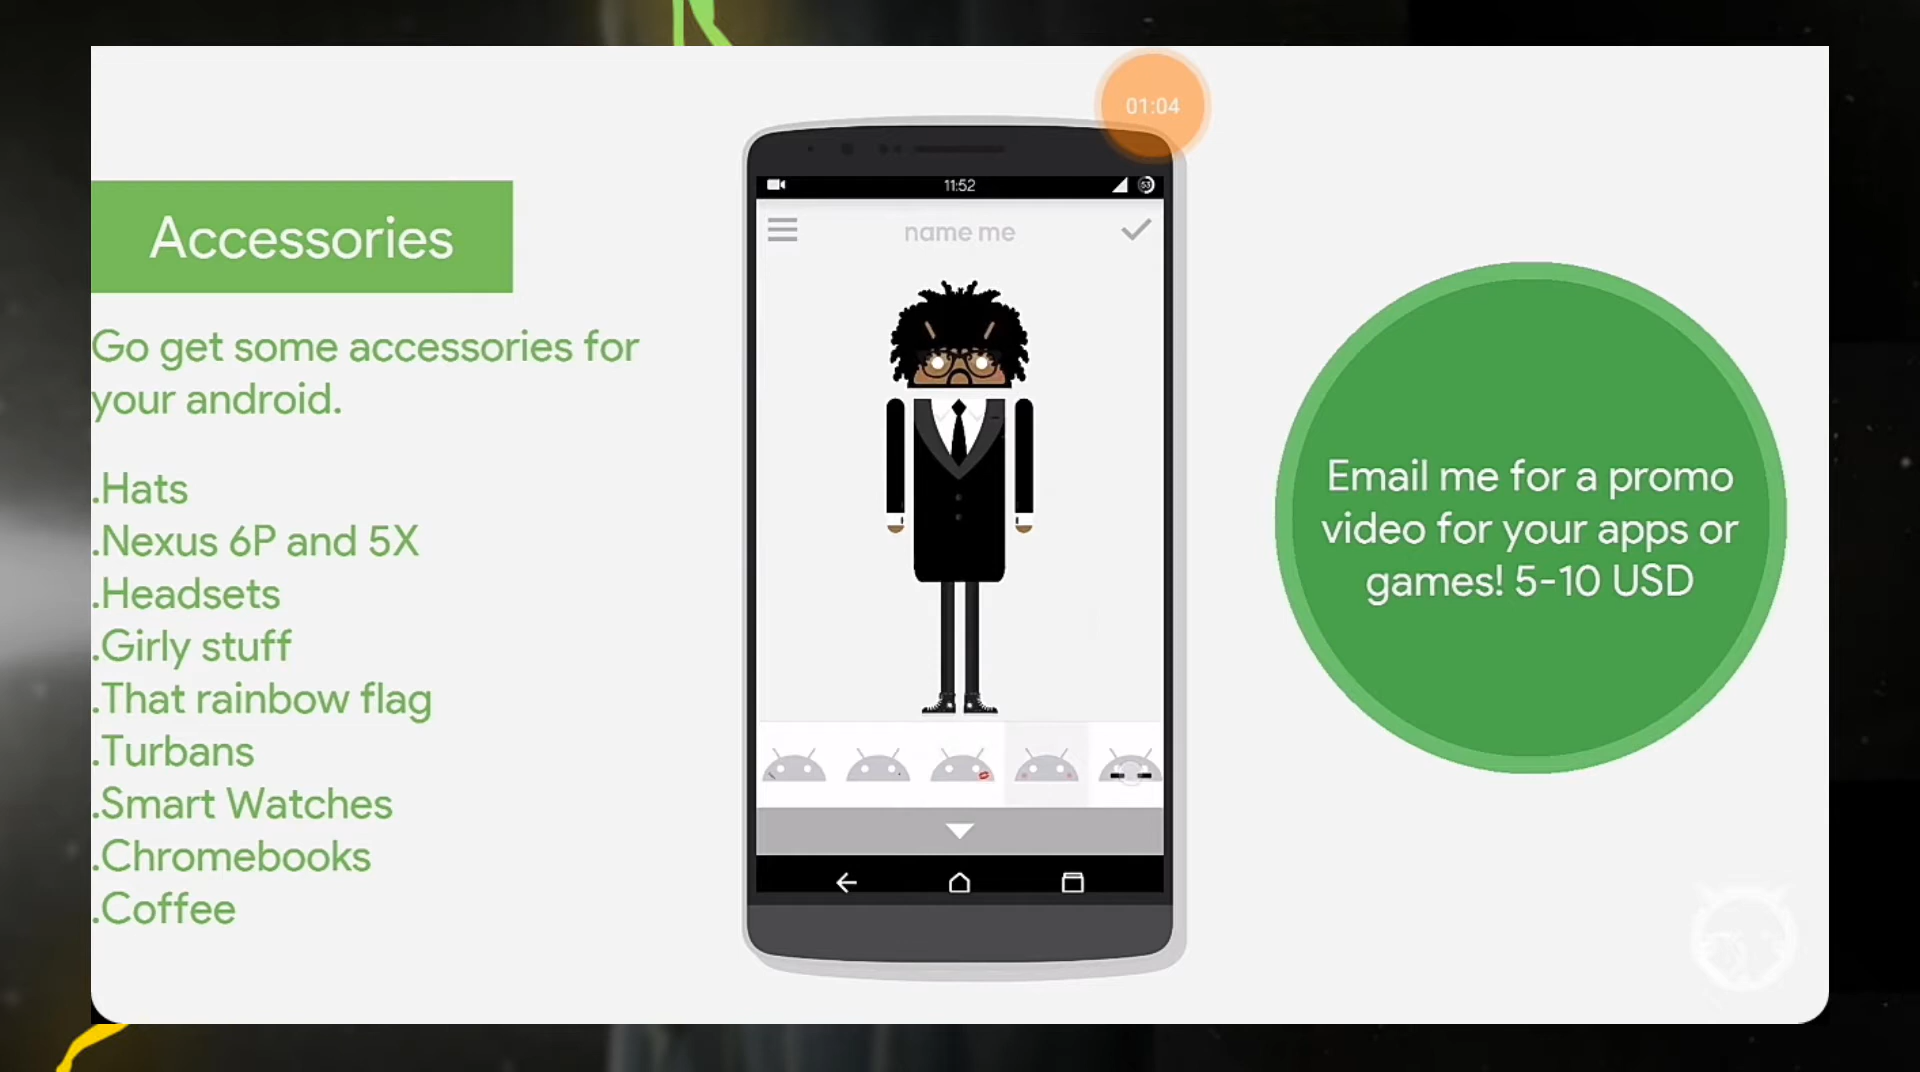 01:04
Accessories
Go get some accessories for
your android.
.Hats
.Nexus 6P and 5X
.Headsets
.Girly stuff
.That rainbow flag
.Turbans
.Smart Watches
.Chromebooks
.Coffee
11:52
53
name me
Email me for a promo
video for your apps or
games! 5-10 USD